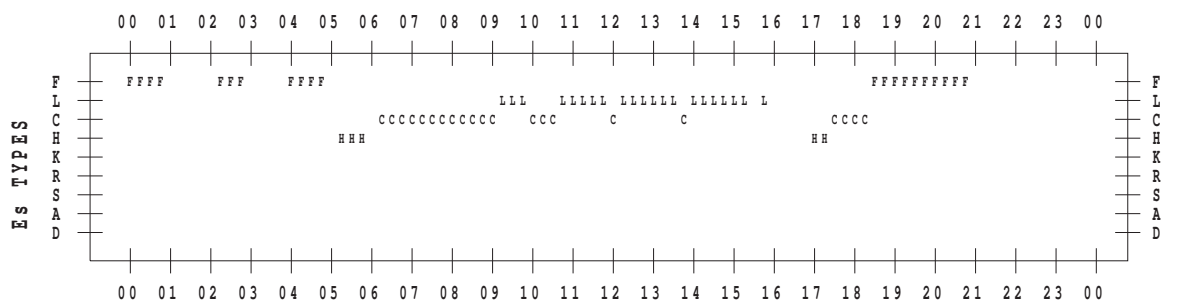 00 01 02 03 04 05 06 07 08 09 10 11 12 13 14 15 16 17 18 19 20 21 22 23 00
Es TYPES
F FFFF FFF FFFF FFFFFFFFFF F
L LLL LLLLL LLLLLL LLLLLL L L
C CCCCCCCCCCCC CCC C C CCCC C
H HHH HH H
K K
R R
S S
A A
D D
00 01 02 03 04 05 06 07 08 09 10 11 12 13 14 15 16 17 18 19 20 21 22 23 00